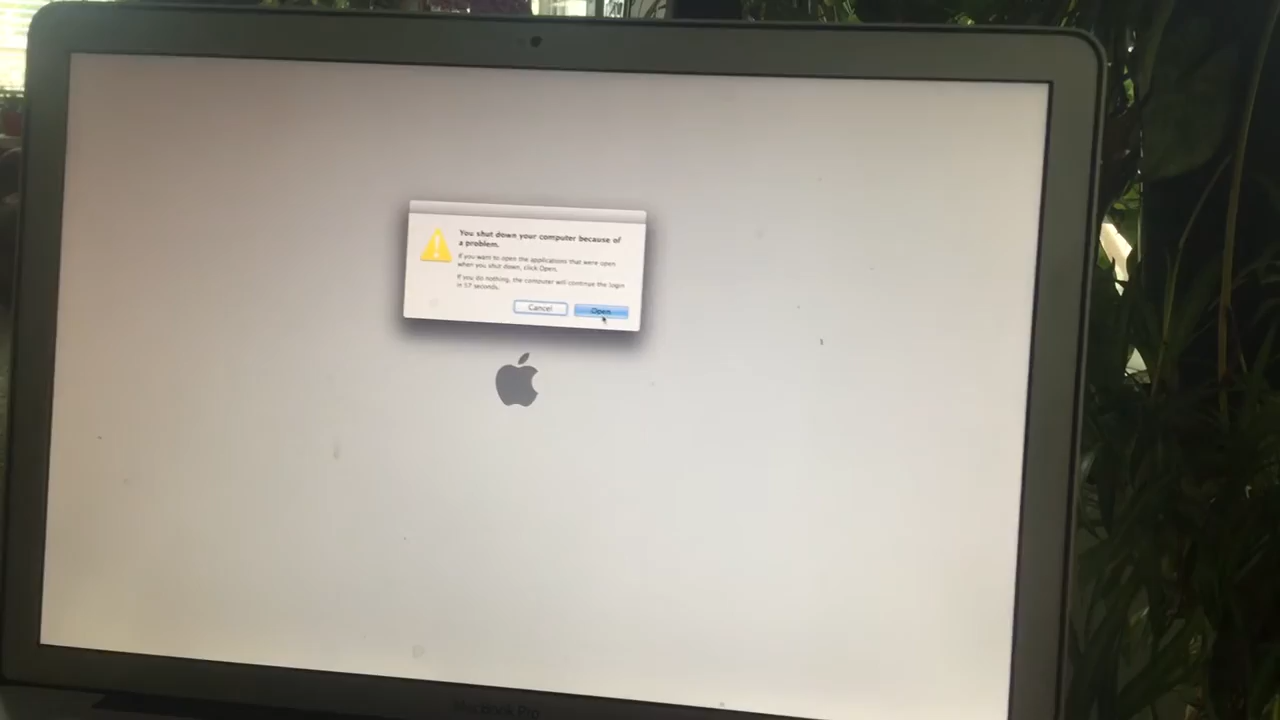 You shut down your computer because of
a problem.
If you want to open the applications that were open
when you shut down, click Open.
If you do nothing, the computer will continue the login
in 57 seconds.
Cancel
Open
MacBook Pro